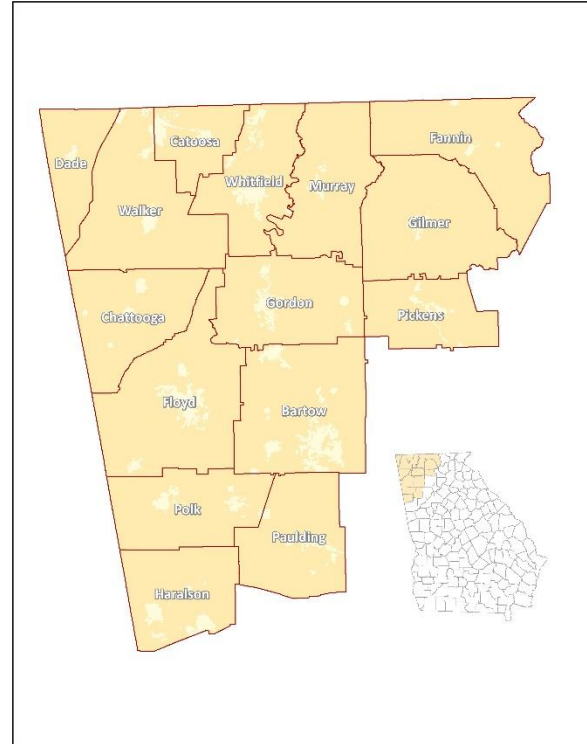 Fannin
Catoosa
Dade
Whitfield
Murray
Walker
Gilmer
Gordon
Chattooga
Pickens
Floyd
Bartow
Polk
Paulding
Haralson